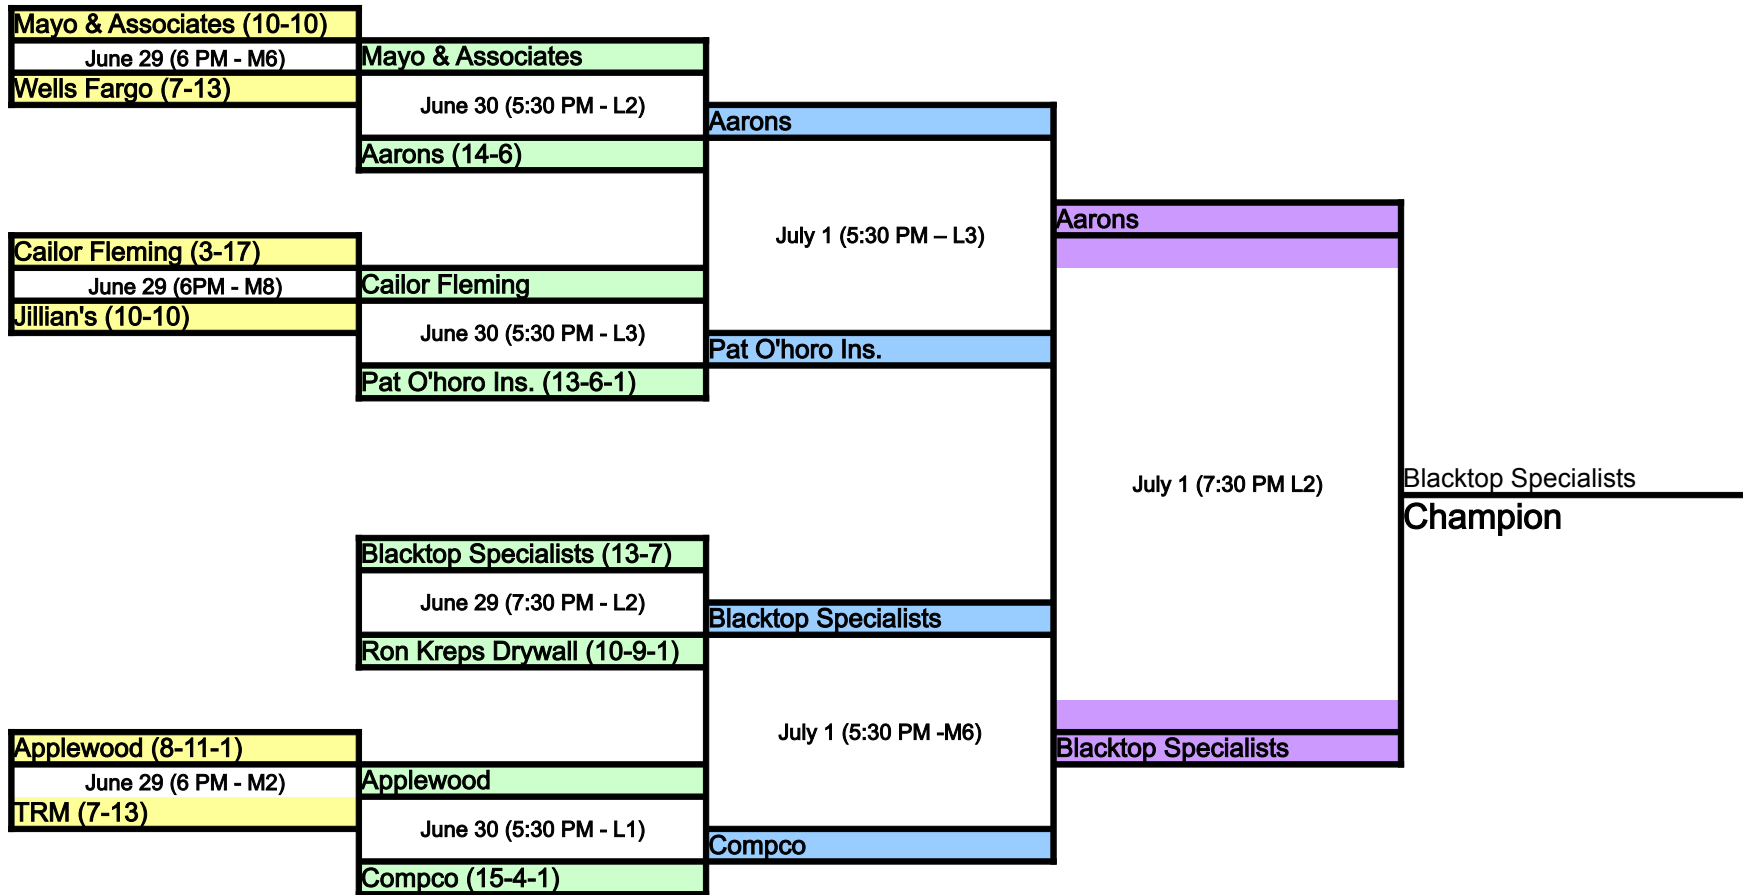 Mayo & Associates (10-10)
June 29 (6 PM - M6)
Wells Fargo (7-13)
Mayo & Associates
June 30 (5:30 PM - L2)
Aarons (14-6)
Cailor Fleming (3-17)
June 29 (6PM - M8)
Jillian's (10-10)
Cailor Fleming
June 30 (5:30 PM - L3)
Pat O'horo Ins. (13-6-1)
Aarons
July 1 (5:30 PM – L3)
Pat O'horo Ins.
Blacktop Specialists (13-7)
June 29 (7:30 PM - L2)
Ron Kreps Drywall (10-9-1)
Applewood (8-11-1)
June 29 (6 PM - M2)
TRM (7-13)
Applewood
June 30 (5:30 PM - L1)
Compco (15-4-1)
Blacktop Specialists
July 1 (5:30 PM -M6)
Compco
Aarons
July 1 (7:30 PM L2)
Blacktop Specialists
Blacktop Specialists
Champion